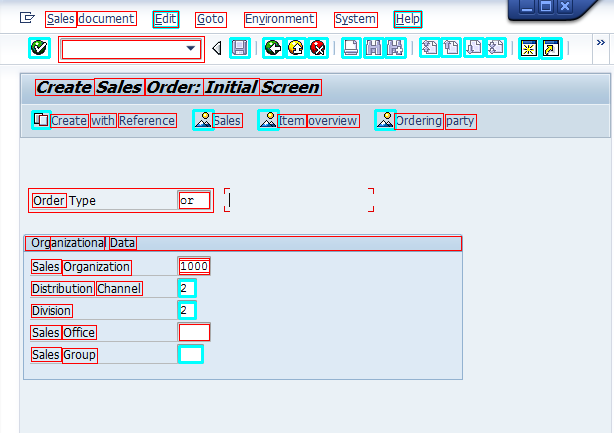 Sales document Edit Goto Environment System Help
Create Sales Order: Initial Screen
Create with Reference Sales Item overview Ordering party
Order Type or
Organizational Data
Sales Organization 1000
Distribution Channel 2
Division 2
Sales Office
Sales Group